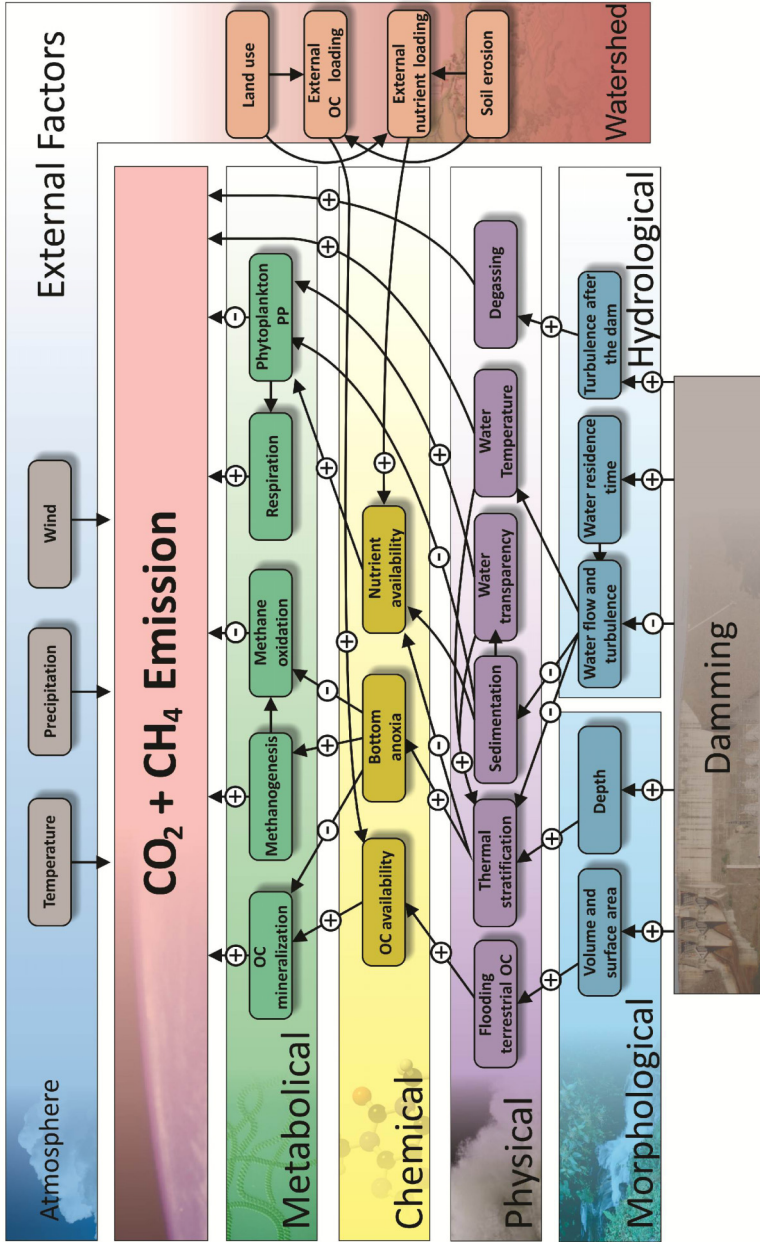 External Factors
Atmosphere
Temperature
Precipitation
Wind
CO₂ + CH₄ Emission
Metabolical
OC
mineralization
Methanogenesis
Methane
oxidation
Respiration
Phytoplankton
PP
+
+
-
+
-
+
+
Chemical
OC availability
Bottom
anoxia
Nutrient
availability
+
-
+
-
+
+
+
Physical
Flooding
terrestrial OC
Thermal
stratification
Sedimentation
Water
transparency
Water
Temperature
Degassing
+
+
-
-
+
+
Morphological
Volume and
surface area
Depth
+
+
-
-
+
Hydrological
Water flow and
turbulence
Water residence
time
Turbulence after
the dam
+
+
-
+
+
Damming
Watershed
Land use
External
OC loading
External
nutrient loading
Soil erosion